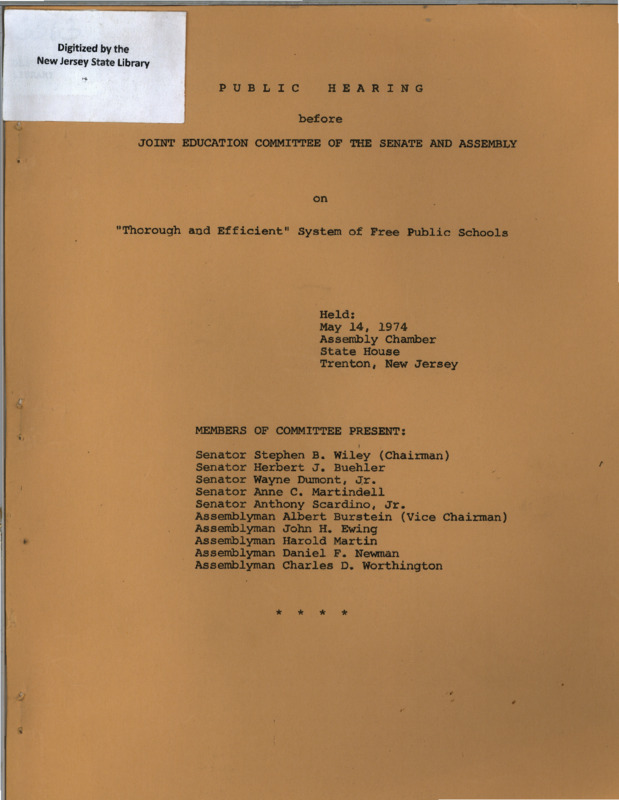 Digitized by the
New Jersey State Library
PUBLIC HEARING
before
JOINT EDUCATION COMMITTEE OF THE SENATE AND ASSEMBLY
on
"Thorough and Efficient" System of Free Public Schools
Held:
May 14, 1974
Assembly Chamber
State House
Trenton, New Jersey
MEMBERS OF COMMITTEE PRESENT:
Senator Stephen B. Wiley (Chairman)
Senator Herbert J. Buehler
Senator Wayne Dumont, Jr.
Senator Anne C. Martindell
Senator Anthony Scardino, Jr.
Assemblyman Albert Burstein (Vice Chairman)
Assemblyman John H. Ewing
Assemblyman Harold Martin
Assemblyman Daniel F. Newman
Assemblyman Charles D. Worthington
* * * *